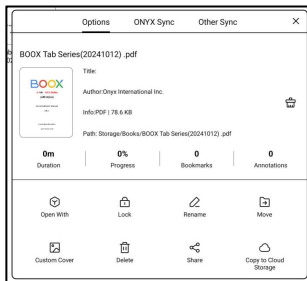 Options ONYX Sync Other Sync
BOOX Tab Series(20241012) .pdf
BOOX
Title:
Author:Onyx International Inc.
Info:PDF | 78.6 KB
Path: Storage/Books/BOOX Tab Series(20241012) .pdf
0m 0% 0 0
Duration Progress Bookmarks Annotations
Open With Lock Rename Move
Custom Cover Delete Share Copy to Cloud
Storage